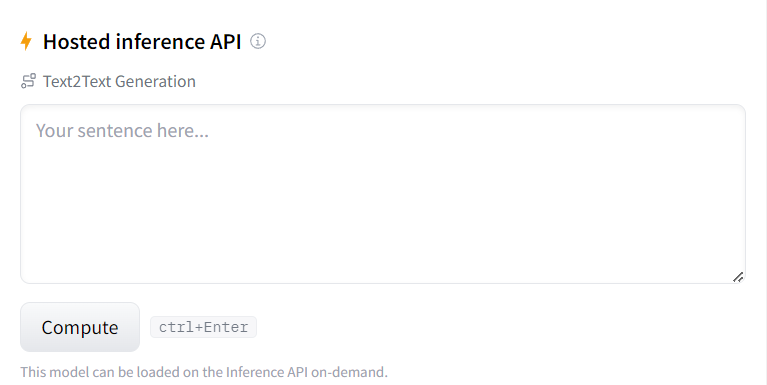 Hosted inference API
Text2Text Generation
Your sentence here...
Compute ctrl+Enter
This model can be loaded on the Inference API on-demand.